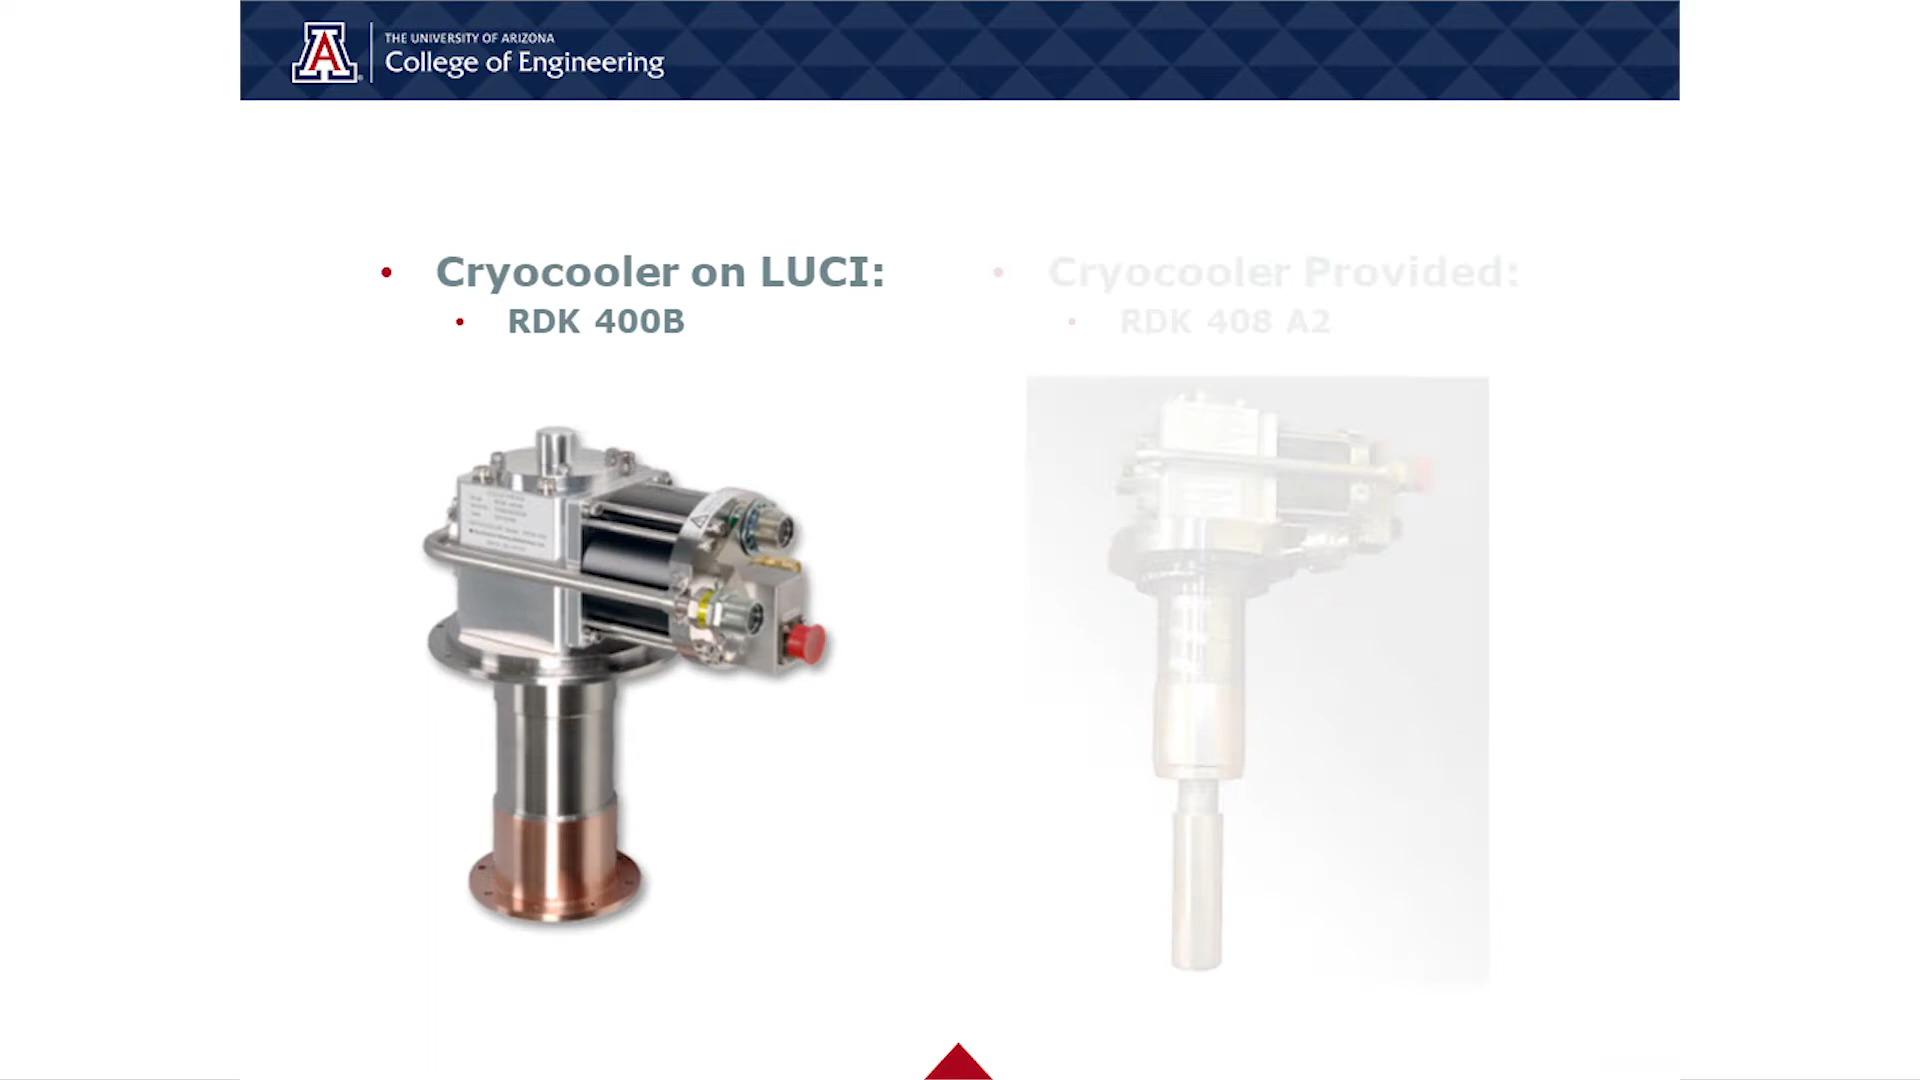 THE UNIVERSITY OF ARIZONA
College of Engineering
• Cryocooler on LUCI:
• RDK 400B
• Cryocooler Provided:
• RDK 408 A2